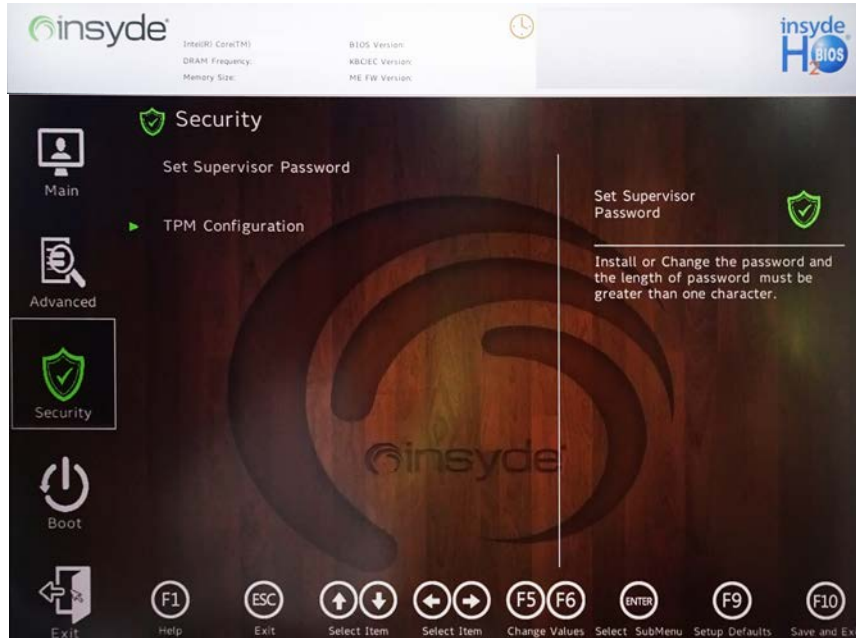 insyde
Intel(R) Core(TM)
DRAM Frequency:
Memory Size:
BIOS Version:
KBC/EC Version:
ME FW Version:
insyde
H2O BIOS
Security
Set Supervisor Password
TPM Configuration
Set Supervisor
Password
Install or Change the password and
the length of password must be
greater than one character.
Main
Advanced
Security
Boot
Exit
insyde
F1
Help
ESC
Exit
Select Item
Select Item
F5 F6
Change Values
ENTER
Select SubMenu
F9
Setup Defaults
F10
Save and Ex